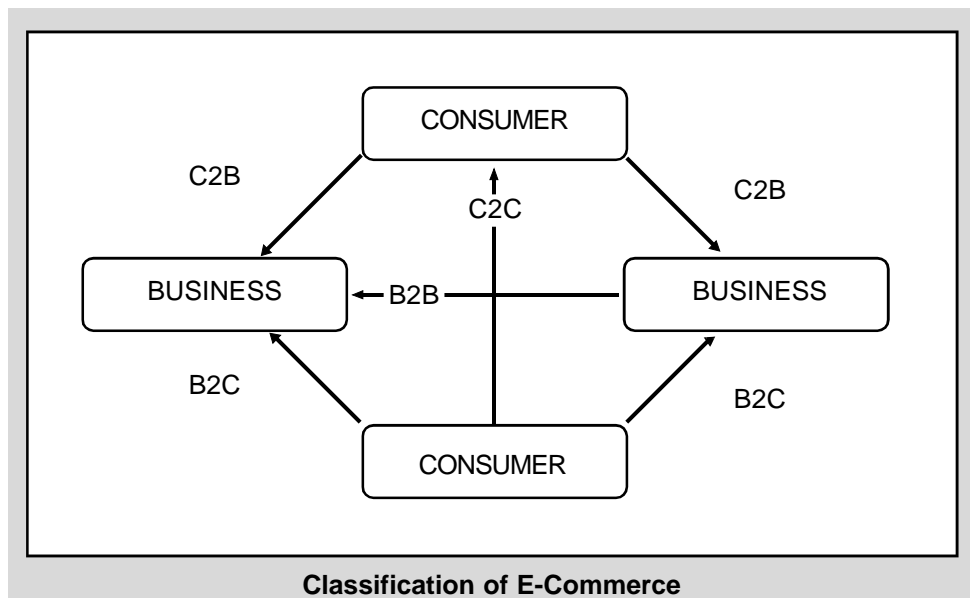 CONSUMER
C2B
C2B
C2C
BUSINESS
B2B
BUSINESS
B2C
B2C
CONSUMER
Classification of E-Commerce